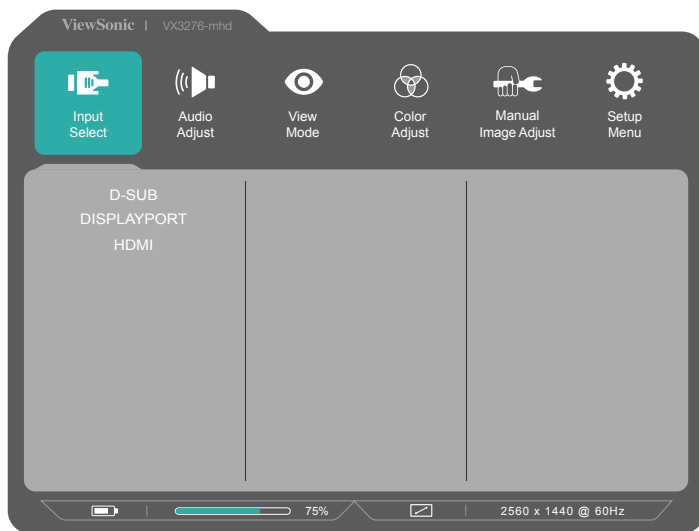 ViewSonic | VX3276-mhd
Input Select
Audio Adjust
View Mode
Color Adjust
Manual Image Adjust
Setup Menu
D-SUB
DISPLAYPORT
HDMI
75%
2560 x 1440 @ 60Hz